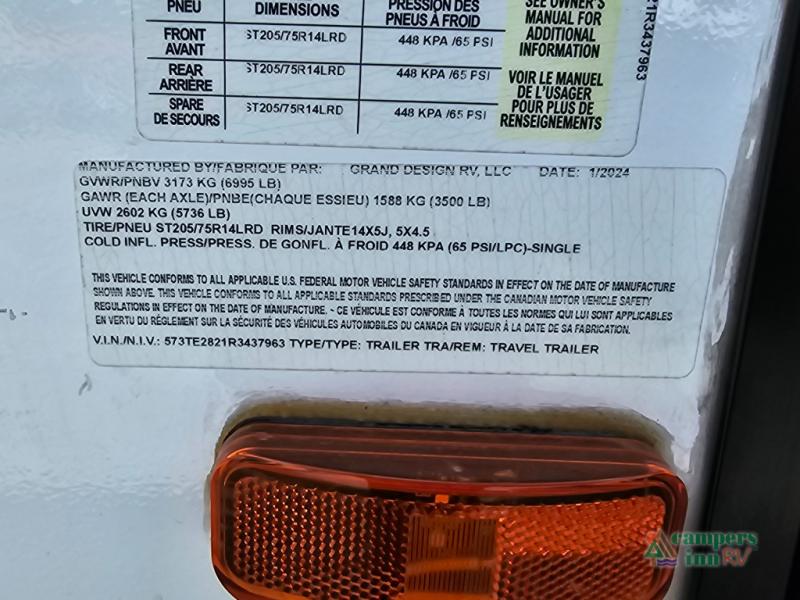 PNEU DIMENSIONS PRESSION DES
PNEUS À FROID
FRONT
AVANT ST205/75R14LRD 448 KPA /65 PSI
REAR
ARRIÈRE ST205/75R14LRD 448 KPA /65 PSI
SPARE
DE SECOURS ST205/75R14LRD 448 KPA /65 PSI
SEE OWNER'S
MANUAL FOR
ADDITIONAL
INFORMATION
VOIR LE MANUEL
DE L'USAGER
POUR PLUS DE
RENSEIGNEMENTS
21R3437963
MANUFACTURED BY/FABRIQUE PAR: GRAND DESIGN RV, LLC DATE: 1/2024
GVWR/PNBV 3173 KG (6995 LB)
GAWR (EACH AXLE)/PNBE(CHAQUE ESSIEU) 1588 KG (3500 LB)
UVW 2602 KG (5736 LB)
TIRE/PNEU ST205/75R14LRD RIMS/JANTE14X5J, 5X4.5
COLD INFL. PRESS/PRESS. DE GONFL. À FROID 448 KPA (65 PSI/LPC)-SINGLE
THIS VEHICLE CONFORMS TO ALL APPLICABLE U.S. FEDERAL MOTOR VEHICLE SAFETY STANDARDS IN EFFECT ON THE DATE OF MANUFACTURE
SHOWN ABOVE. THIS VEHICLE CONFORMS TO ALL APPLICABLE STANDARDS PRESCRIBED UNDER THE CANADIAN MOTOR VEHICLE SAFETY
REGULATIONS IN EFFECT ON THE DATE OF MANUFACTURE. - CE VÉHICULE EST CONFORME À TOUTES LES NORMES QUI LUI SONT APPLICABLES
EN VERTU DU RÉGLEMENT SUR LA SÉCURITÉ DES VÉHICULES AUTOMOBILES DU CANADA EN VIGUEUR À LA DATE DE SA FABRICATION.
V.I.N./N.I.V.: 573TE2821R3437963 TYPE/TYPE: TRAILER TRA/REM: TRAVEL TRAILER
campers
inn RV